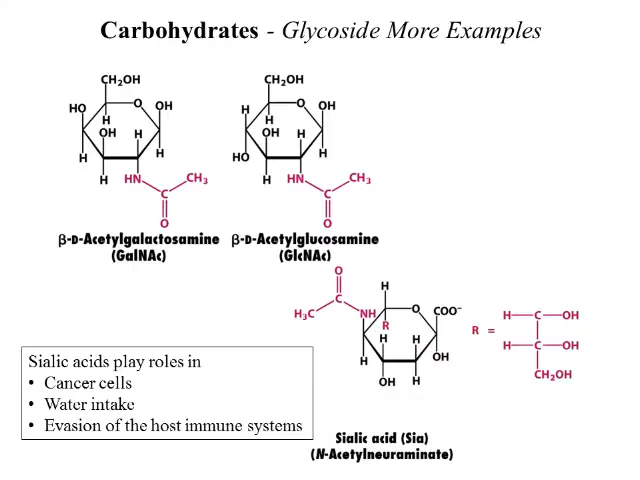 Carbohydrates - Glycoside More Examples
CH₂OH
HO
O
OH
H
OH
H
H
H
H
HN
CH₃
C
O
β-D-Acetylgalactosamine
(GalNAc)
CH₂OH
H
O
OH
H
OH
H
HO
H
H
HN
CH₃
C
O
β-D-Acetylglucosamine
(GlcNAc)
O
C
H₃C
NH
H
O
COO⁻
R
H
H
H
OH
OH
H
R =
H—C—OH
H—C—OH
CH₂OH
Sialic acid (Sia)
(N-Acetylneuraminate)
Sialic acids play roles in
• Cancer cells
• Water intake
• Evasion of the host immune systems